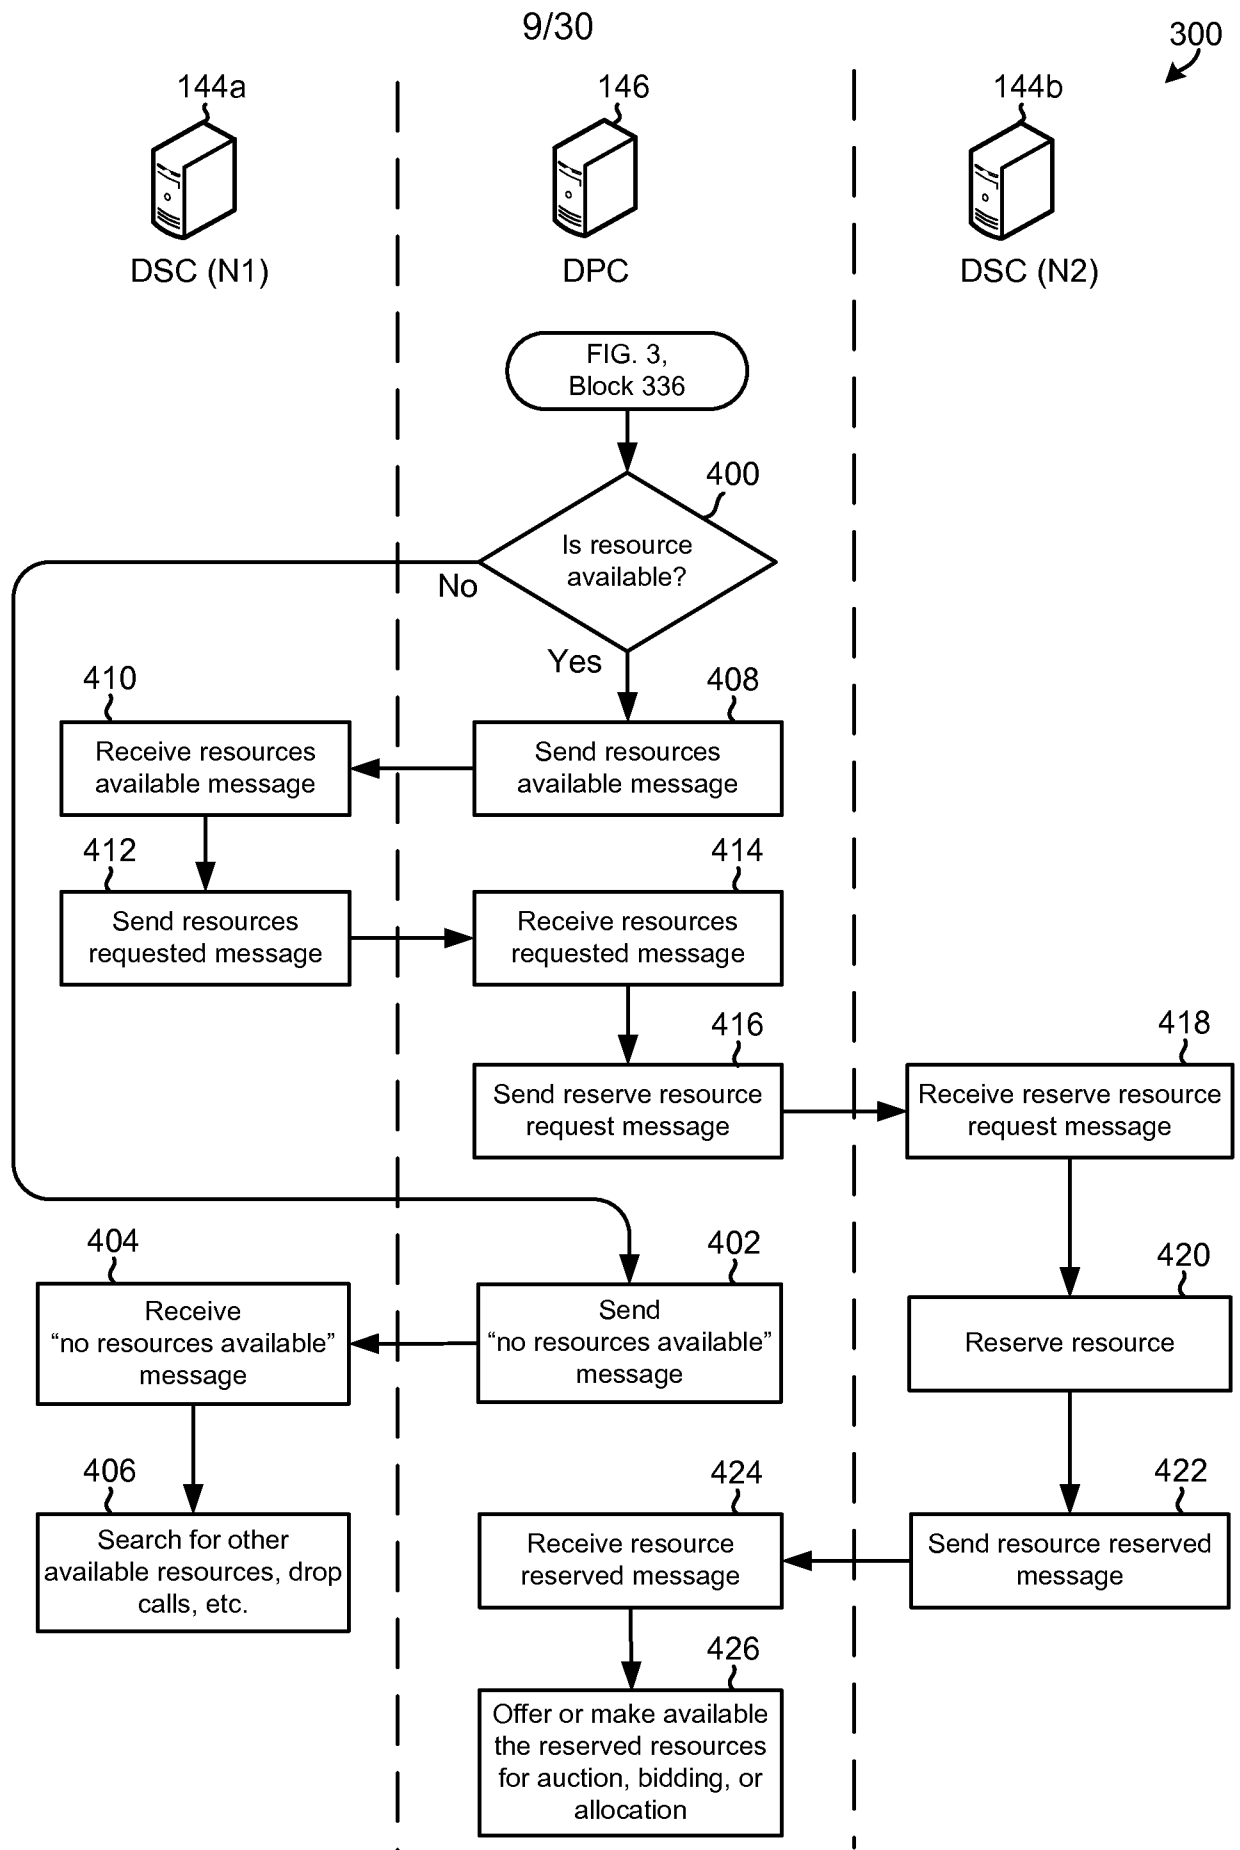 9/30
300
144a
146
144b
DSC (N1)
DPC
DSC (N2)
FIG. 3,
Block 336
400
Is resource
available?
No
Yes
410
408
Receive resources
available message
Send resources
available message
412
414
Send resources
requested message
Receive resources
requested message
416
418
Send reserve resource
request message
Receive reserve resource
request message
404
402
420
Receive
“no resources available”
message
Send
“no resources available”
message
Reserve resource
406
424
422
Search for other
available resources, drop
calls, etc.
Receive resource
reserved message
Send resource reserved
message
426
Offer or make available
the reserved resources
for auction, bidding, or
allocation